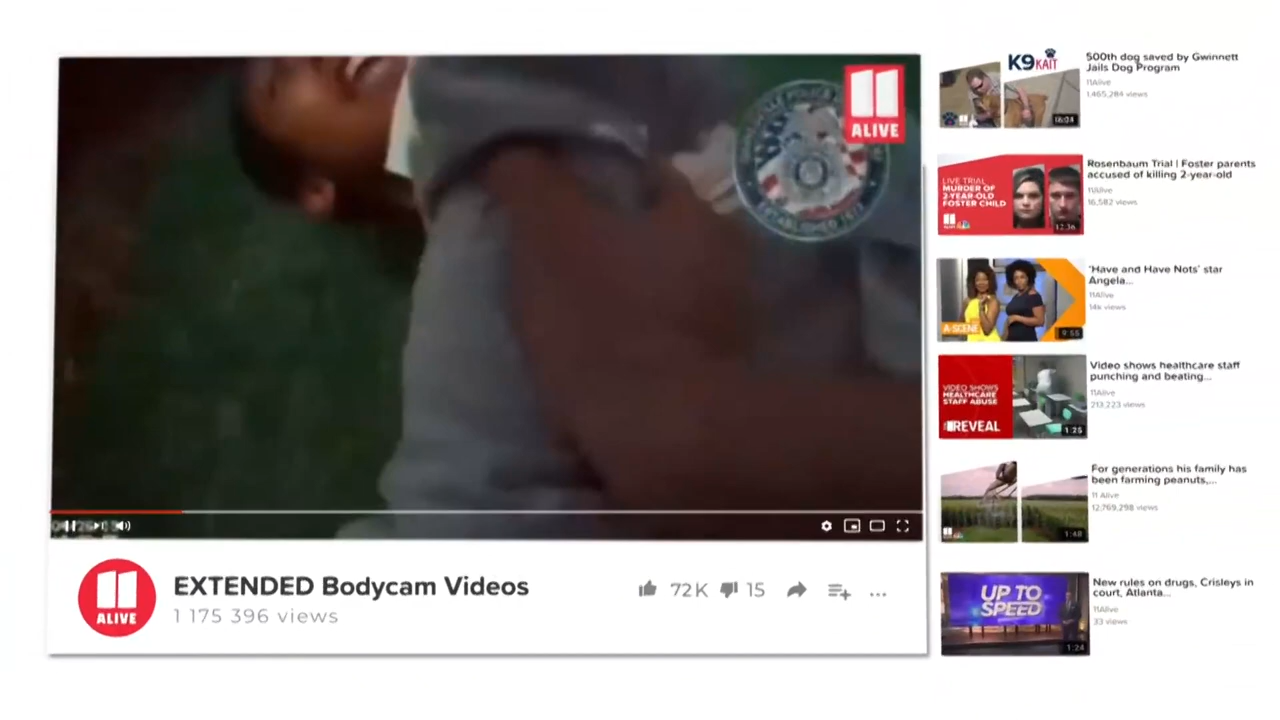 11
ALIVE
ALIVE
EXTENDED Bodycam Videos
1 175 396 views
72K
15
K9 KAIT
18:04
500th dog saved by Gwinnett
Jails Dog Program
11Alive
1,465,284 views
LIVE TRIAL
MURDER OF
2-YEAR-OLD
FOSTER CHILD
12:36
Rosenbaum Trial | Foster parents
accused of killing 2-year-old
11Alive
16,582 views
A-SCENE
9:55
'Have and Have Nots' star
Angela...
11Alive
14k views
VIDEO SHOWS
HEALTHCARE
STAFF ABUSE
REVEAL
1:25
Video shows healthcare staff
punching and beating...
11Alive
213,223 views
1:48
For generations his family has
been farming peanuts,...
11 Alive
12,769,298 views
UP TO
SPEED
1:24
New rules on drugs, Crisleys in
court, Atlanta...
11Alive
33 views